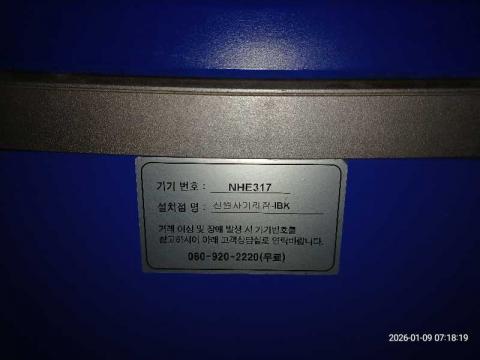 기기 번호 : NHE317
설치점 명 : 신월사거리점-IBK
거래 이상 및 장애 발생 시 기기번호를
참고하시어 아래 고객상담실로 연락바랍니다.
080-920-2220(무료)
2026-01-09 07:18:19